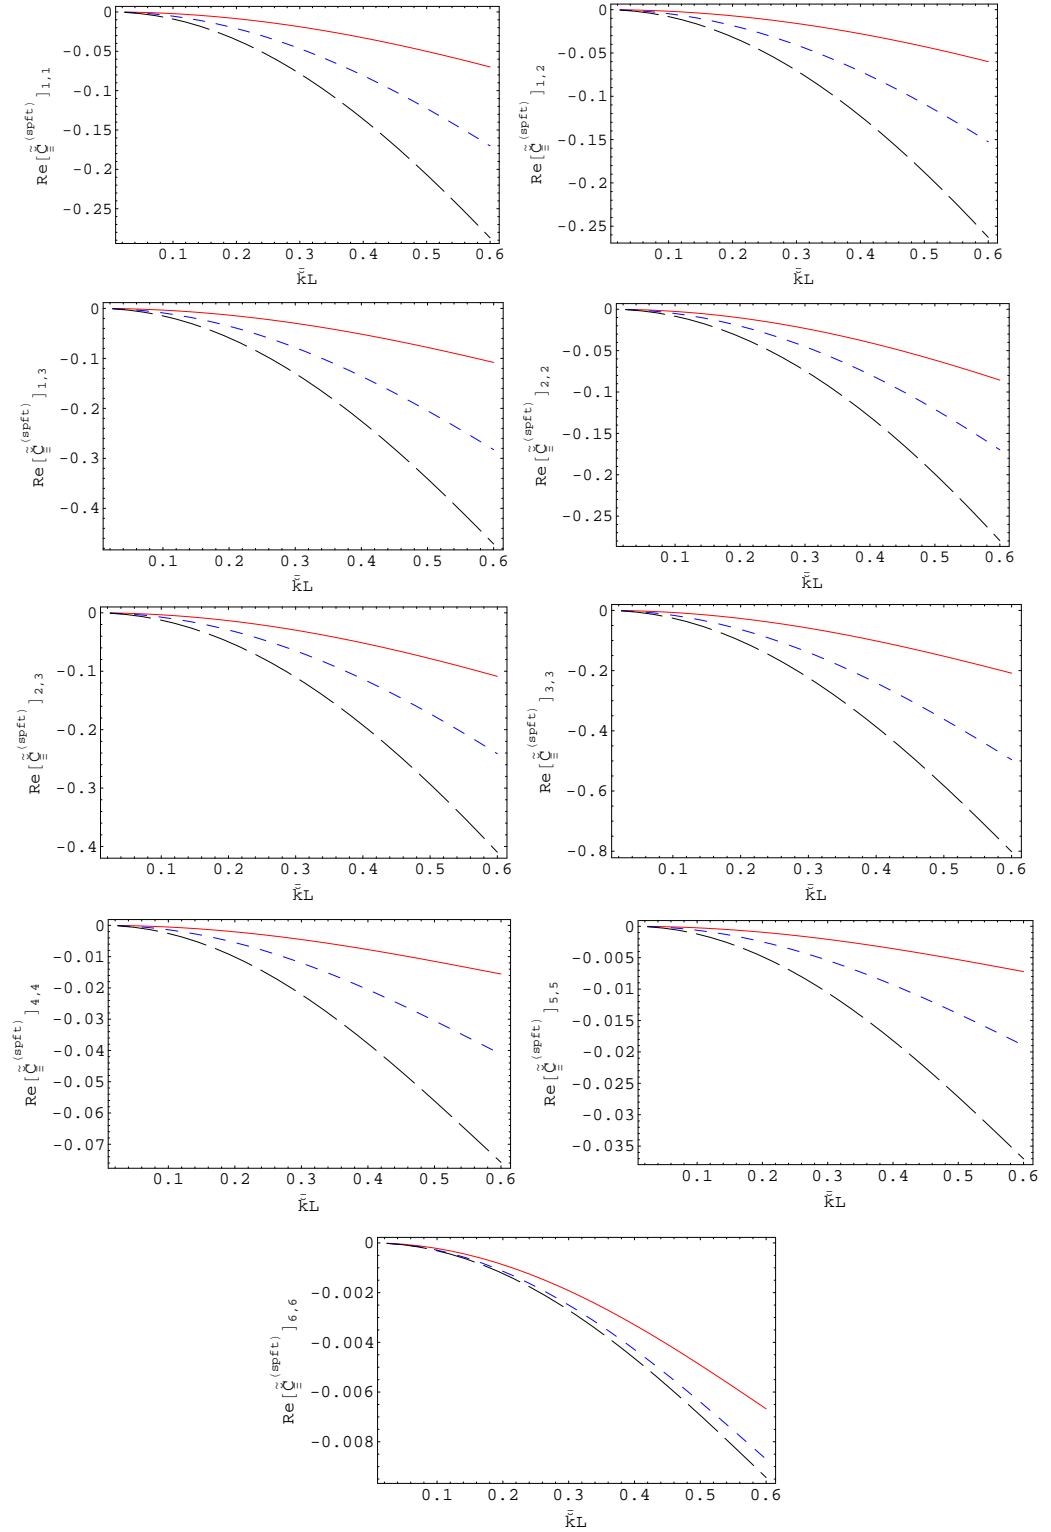 0
-0.05
-0.1
-0.15
-0.2
-0.25
Re[C̃^(spft)]1,1
0.1 0.2 0.3 0.4 0.5 0.6
k̄L
0
-0.05
-0.1
-0.15
-0.2
-0.25
Re[C̃^(spft)]1,2
0.1 0.2 0.3 0.4 0.5 0.6
k̄L
0
-0.1
-0.2
-0.3
-0.4
Re[C̃^(spft)]1,3
0.1 0.2 0.3 0.4 0.5 0.6
k̄L
0
-0.05
-0.1
-0.15
-0.2
-0.25
Re[C̃^(spft)]2,2
0.1 0.2 0.3 0.4 0.5 0.6
k̄L
0
-0.1
-0.2
-0.3
-0.4
Re[C̃^(spft)]2,3
0.1 0.2 0.3 0.4 0.5 0.6
k̄L
0
-0.2
-0.4
-0.6
-0.8
Re[C̃^(spft)]3,3
0.1 0.2 0.3 0.4 0.5 0.6
k̄L
0
-0.01
-0.02
-0.03
-0.04
-0.05
-0.06
-0.07
Re[C̃^(spft)]4,4
0.1 0.2 0.3 0.4 0.5 0.6
k̄L
0
-0.005
-0.01
-0.015
-0.02
-0.025
-0.03
-0.035
Re[C̃^(spft)]5,5
0.1 0.2 0.3 0.4 0.5 0.6
k̄L
0
-0.002
-0.004
-0.006
-0.008
Re[C̃^(spft)]6,6
0.1 0.2 0.3 0.4 0.5 0.6
k̄L